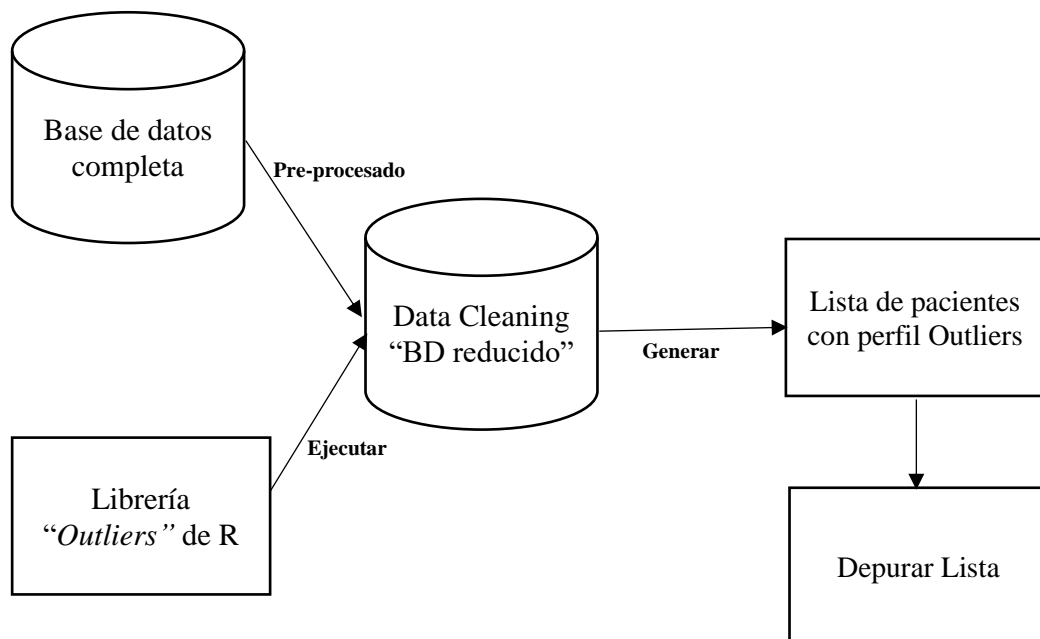 Base de datos
completa
Pre-procesado
Data Cleaning
“BD reducido”
Generar
Lista de pacientes
con perfil Outliers
Ejecutar
Librería
“Outliers” de R
Depurar Lista